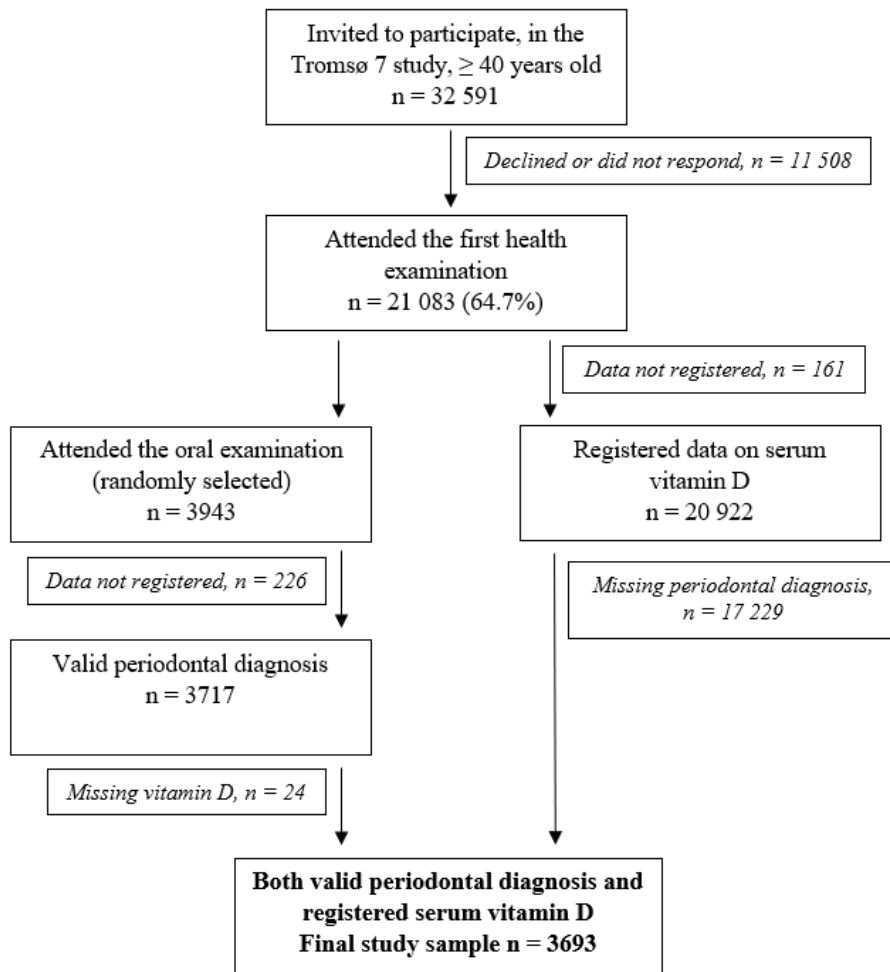 Invited to participate, in the
Tromsø 7 study, ≥ 40 years old
n = 32 591
Declined or did not respond, n = 11 508
Attended the first health
examination
n = 21 083 (64.7%)
Data not registered, n = 161
Attended the oral examination
(randomly selected)
n = 3943
Registered data on serum
vitamin D
n = 20 922
Data not registered, n = 226
Missing periodontal diagnosis,
n = 17 229
Valid periodontal diagnosis
n = 3717
Missing vitamin D, n = 24
Both valid periodontal diagnosis and
registered serum vitamin D
Final study sample n = 3693